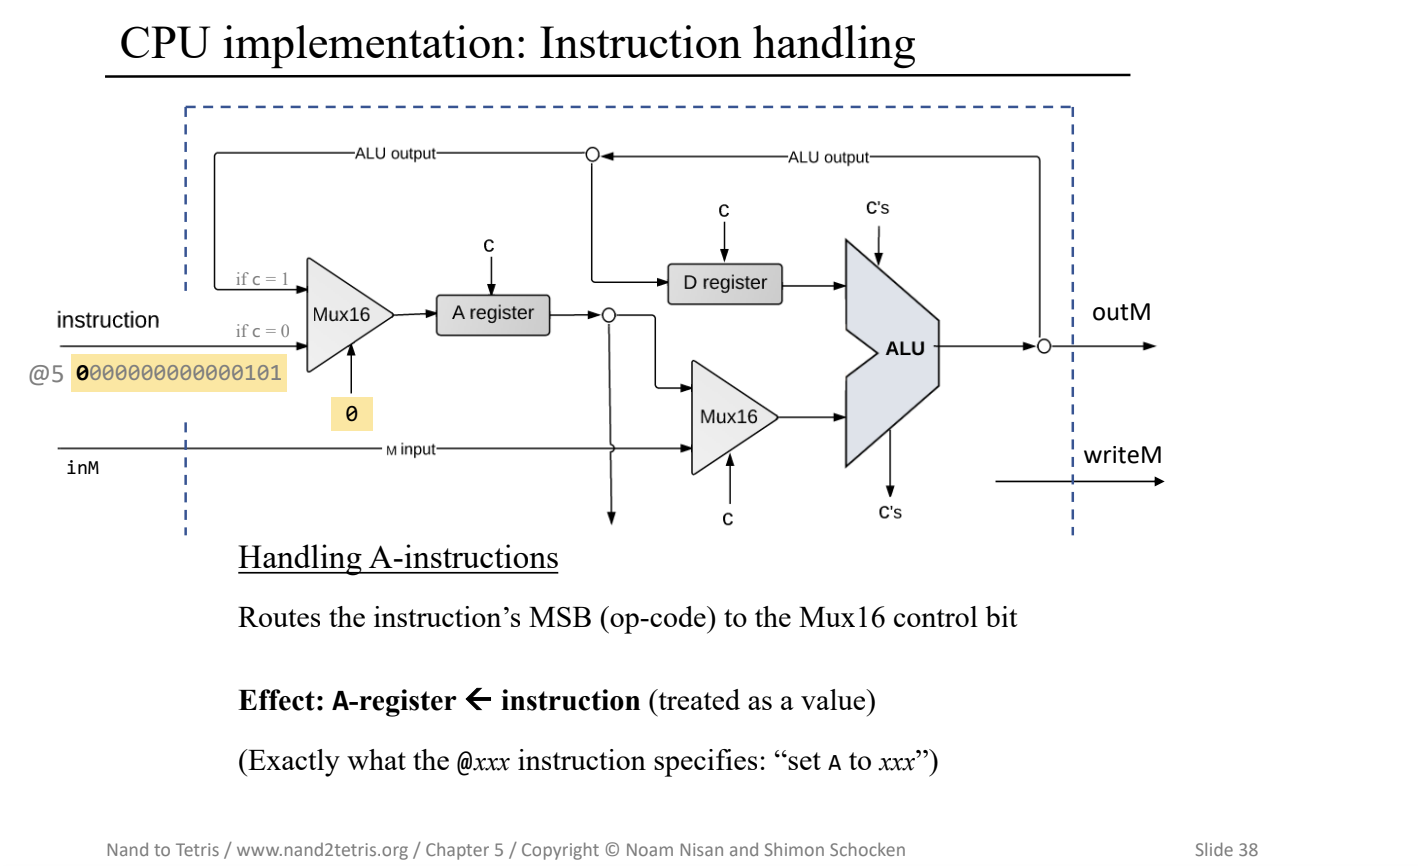 CPU implementation: Instruction handling
ALU output
ALU output
c
c's
c
if c = 1
D register
Mux16
A register
instruction
if c = 0
outM
ALU
@5 0000000000000101
0
Mux16
M input
writeM
inM
c
c's
Handling A-instructions
Routes the instruction’s MSB (op-code) to the Mux16 control bit
Effect: A-register ← instruction (treated as a value)
(Exactly what the @xxx instruction specifies: “set A to xxx”)
Nand to Tetris / www.nand2tetris.org / Chapter 5 / Copyright © Noam Nisan and Shimon Schocken
Slide 38